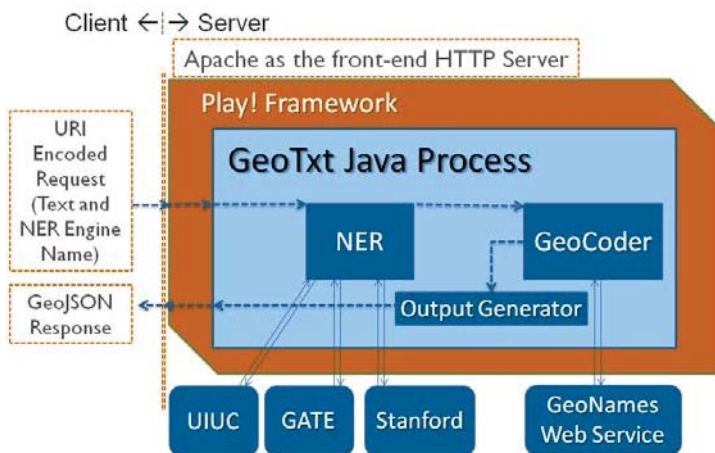 Client ←¦→ Server
Apache as the front-end HTTP Server
Play! Framework
URI
Encoded
Request
(Text and
NER Engine
Name)
GeoTxt Java Process
NER
GeoCoder
GeoJSON
Response
Output Generator
UIUC
GATE
Stanford
GeoNames
Web Service